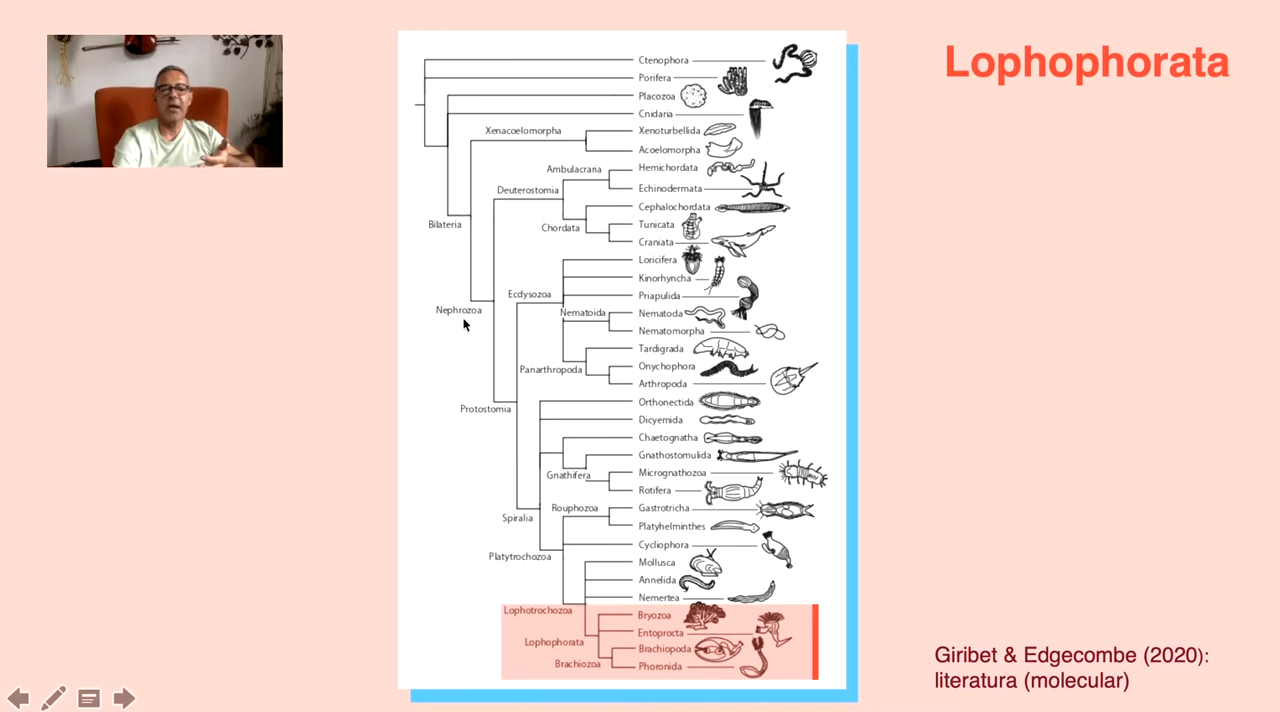 Lophophorata
Ctenophora
Porifera
Placozoa
Cnidaria
Xenacoelomorpha
Xenoturbellida
Acoelomorpha
Ambulacraria
Hemichordata
Deuterostomia
Echinodermata
Cephalochordata
Bilateria
Chordata
Tunicata
Craniata
Loricifera
Kinorhyncha
Ecdysozoa
Priapulida
Nephrozoa
Nematoida
Nematoda
Nematomorpha
Tardigrada
Panarthropoda
Onychophora
Arthropoda
Orthonectida
Protostomia
Dicyemida
Chaetognatha
Gnathostomulida
Gnathifera
Micrognathozoa
Rotifera
Rouphozoa
Gastrotricha
Spiralia
Platyhelminthes
Cycliophora
Platytrochozoa
Mollusca
Annelida
Nemertea
Lophotrochozoa
Bryozoa
Entoprocta
Lophophorata
Brachiopoda
Brachiozoa
Phoronida
Giribet & Edgecombe (2020):
literatura (molecular)